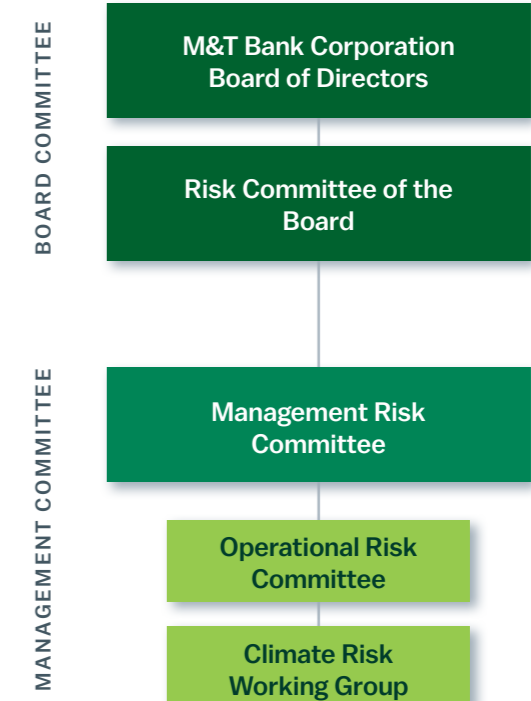 BOARD COMMITTEE
M&T Bank Corporation
Board of Directors
Risk Committee of the
Board
MANAGEMENT COMMITTEE
Management Risk
Committee
Operational Risk
Committee
Climate Risk
Working Group